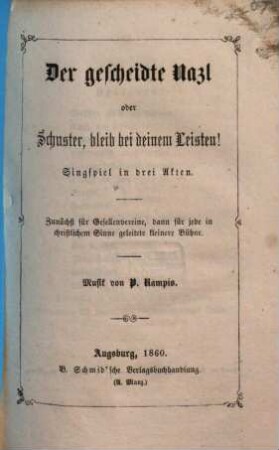 Der gescheidte Nazl
oder
Schuster, bleib bei deinem Leisten!
Singspiel in drei Akten.
Zunächst für Gesellenvereine, dann für jede in
christlichem Sinne geleitete kleinere Bühne.
Musik von P. Rampis.
Augsburg, 1860.
B. Schmid'sche Verlagsbuchhandlung.
(A. Manz.)